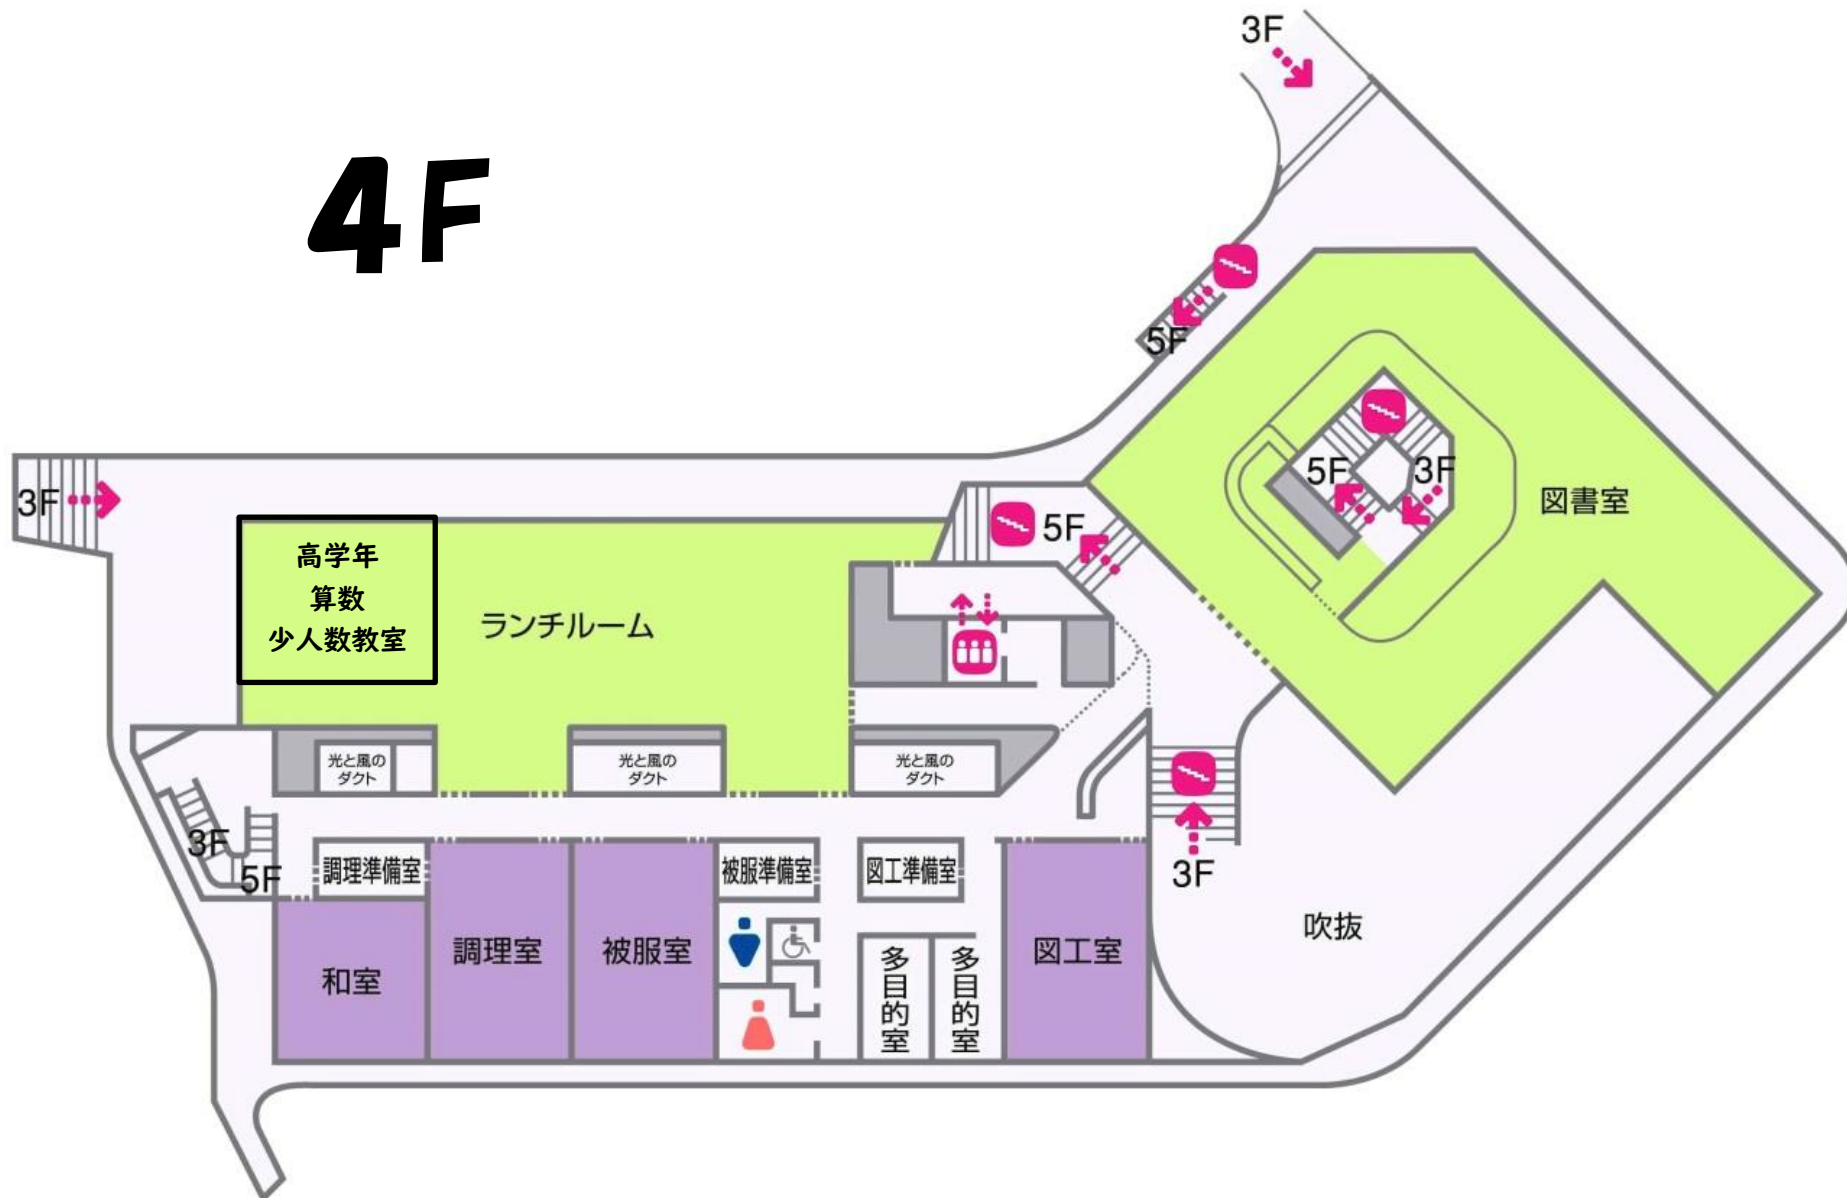 3F
4F
5F
3F
5F
5F
3F
図書室
高学年
算数
少人数教室
ランチルーム
光と風の
ダクト
光と風の
ダクト
光と風の
ダクト
3F
5F
調理準備室
被服準備室
図工準備室
3F
和室
調理室
被服室
多目的室
多目的室
図工室
吹抜